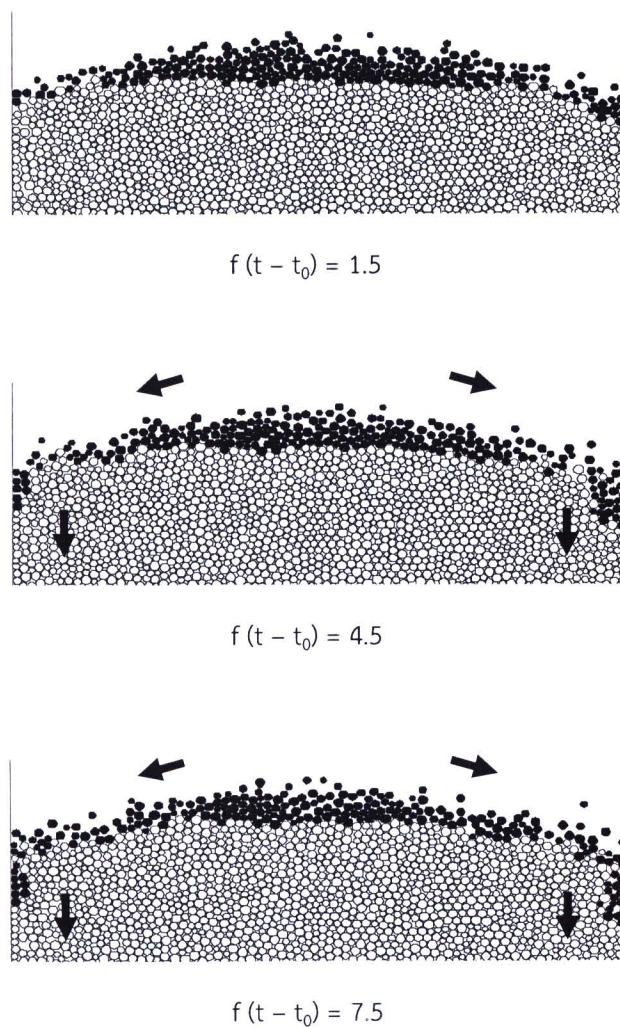 f (t – t₀) = 1.5
f (t – t₀) = 4.5
f (t – t₀) = 7.5